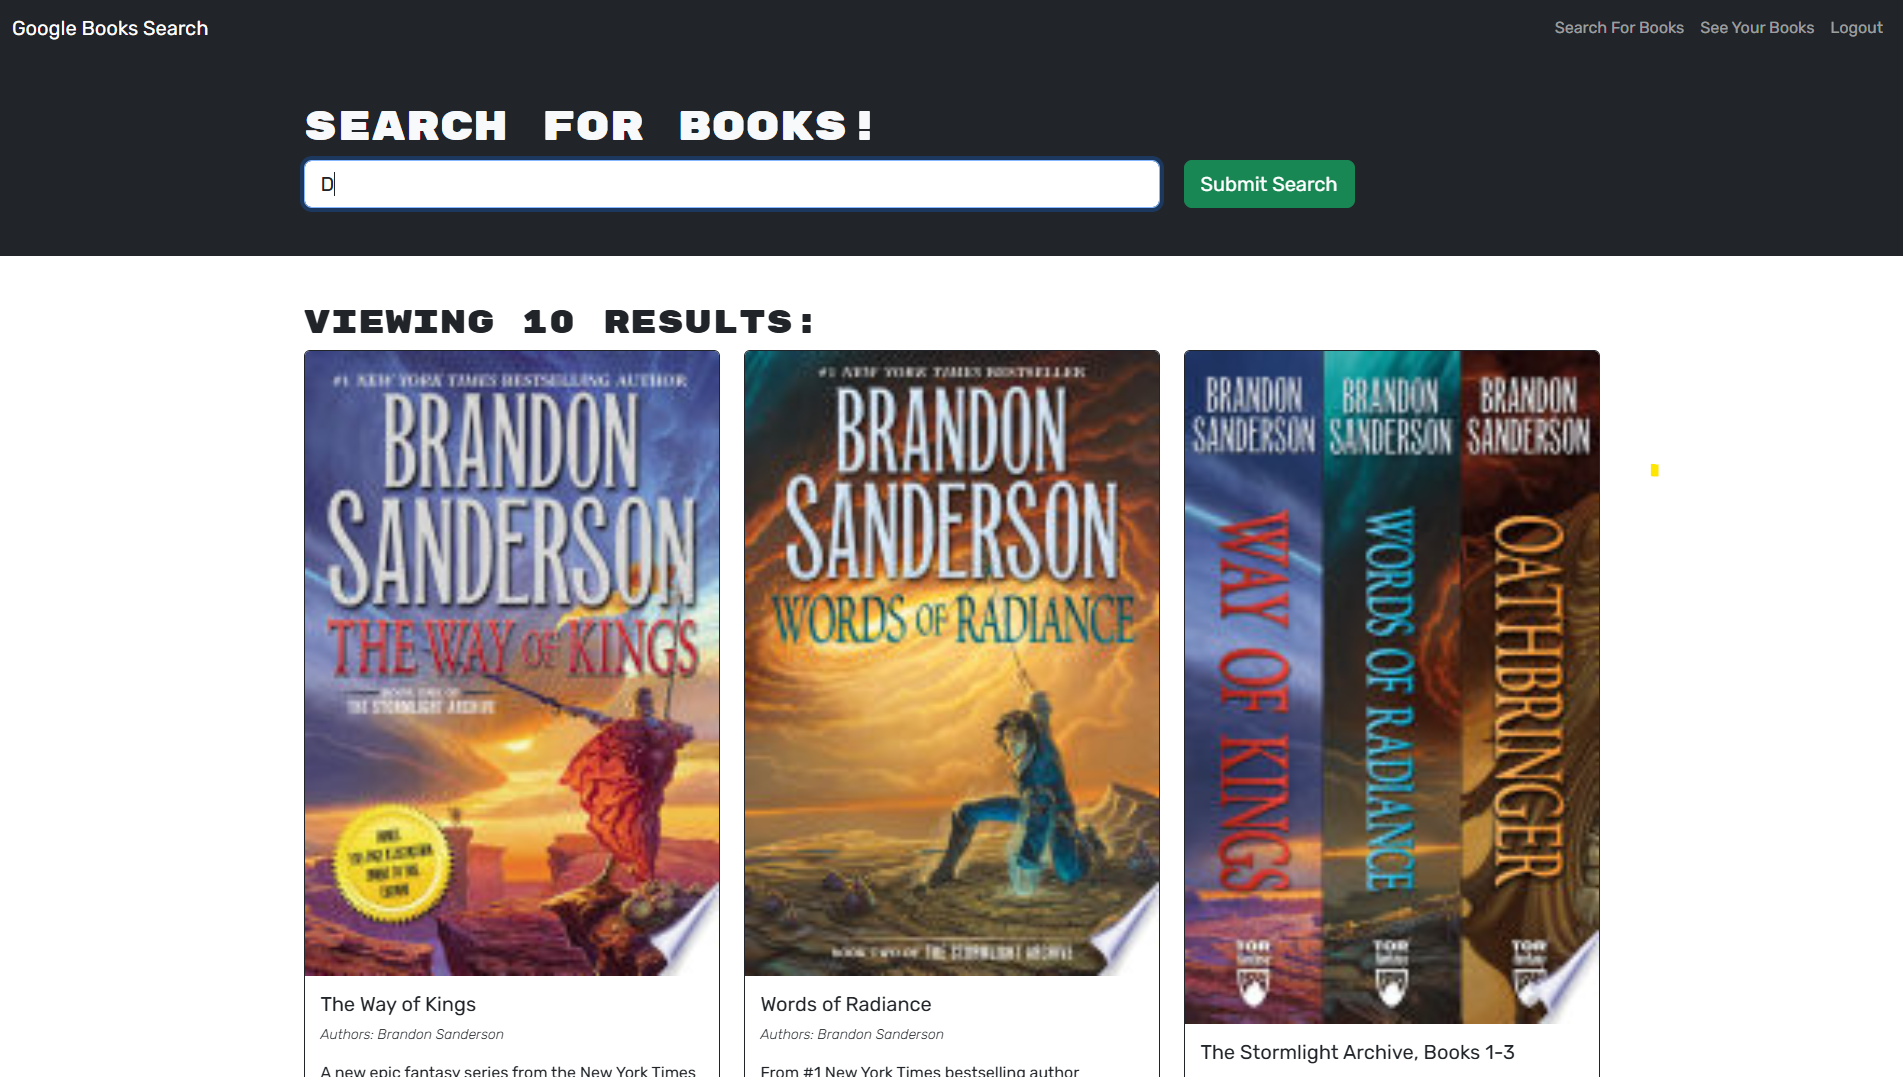 Google Books Search
Search For Books
See Your Books
Logout
SEARCH FOR BOOKS!
D
Submit Search
VIEWING 10 RESULTS:
#1 NEW YORK TIMES BESTSELLING AUTHOR
BRANDON
SANDERSON
THE WAY OF KINGS
BOOK ONE OF
THE STORMLIGHT ARCHIVE
The Way of Kings
Authors: Brandon Sanderson
A new epic fantasy series from the New York Times
#1 NEW YORK TIMES BESTSELLER
BRANDON
SANDERSON
WORDS OF RADIANCE
BOOK TWO OF THE STORMLIGHT ARCHIVE
Words of Radiance
Authors: Brandon Sanderson
From #1 New York Times bestselling author
BRANDON
SANDERSON
WAY OF KINGS
TOR
BRANDON
SANDERSON
WORDS OF RADIANCE
TOR
BRANDON
SANDERSON
OATHBRINGER
TOR
The Stormlight Archive, Books 1-3